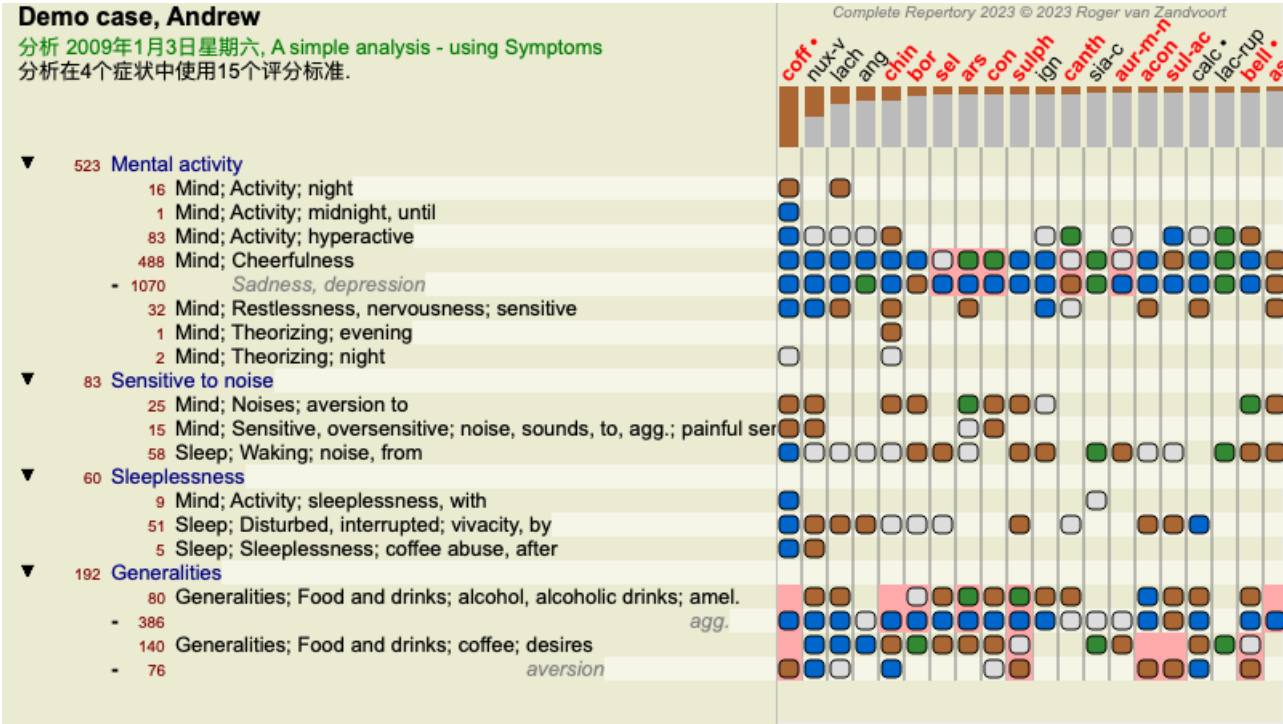 Demo case, Andrew
Complete Repertory 2023 © 2023 Roger van Zandvoort
分析 2009年1月3日星期六, A simple analysis - using Symptoms
分析在4个症状中使用15个评分标准.
coff • nux-v lach ang chin bor sel ars con sulph ign canth sia-c aur-m-n acon sul-ac calc • lac-rup bell • as
523 Mental activity
16 Mind; Activity; night
1 Mind; Activity; midnight, until
83 Mind; Activity; hyperactive
488 Mind; Cheerfulness
- 1070 Sadness, depression
32 Mind; Restlessness, nervousness; sensitive
1 Mind; Theorizing; evening
2 Mind; Theorizing; night
83 Sensitive to noise
25 Mind; Noises; aversion to
15 Mind; Sensitive, oversensitive; noise, sounds, to, agg.; painful ser
58 Sleep; Waking; noise, from
60 Sleeplessness
9 Mind; Activity; sleeplessness, with
51 Sleep; Disturbed, interrupted; vivacity, by
5 Sleep; Sleeplessness; coffee abuse, after
192 Generalities
80 Generalities; Food and drinks; alcohol, alcoholic drinks; amel.
- 386 agg.
140 Generalities; Food and drinks; coffee; desires
- 76 aversion